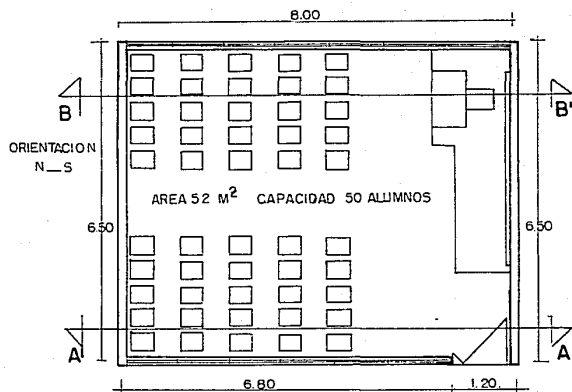 8.00
B
B'
ORIENTACION
N__S
AREA 52 M² CAPACIDAD 50 ALUMNOS
6.50
6.50
A
A
6.80
1.20